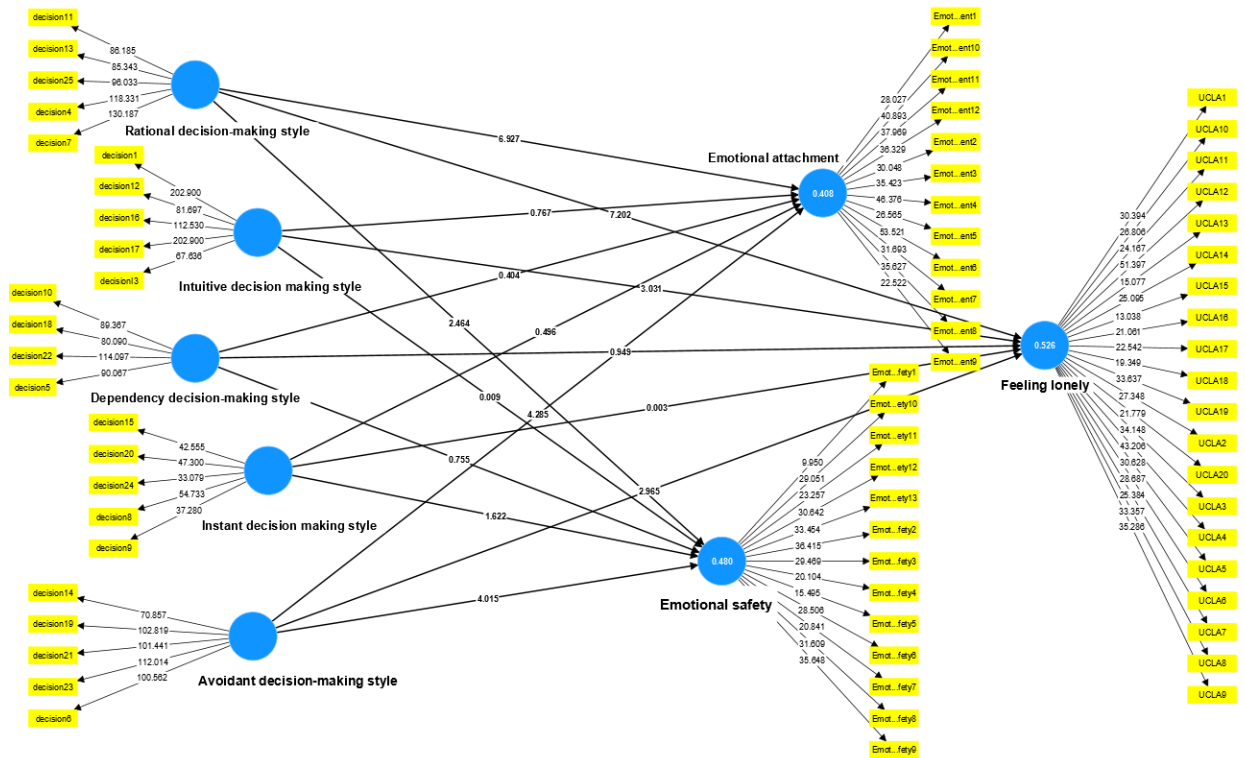 decision11
decision13
decision25
decision4
decision7
86.185
85.343
96.033
118.331
130.187
Rational decision-making style
decision1
decision12
decision16
decision17
decisionl3
202.900
81.697
112.530
202.900
67.636
Intuitive decision making style
decision10
decision18
decision22
decision5
89.367
80.090
114.097
90.067
Dependency decision-making style
decision15
decision20
decision24
decision8
decision9
42.555
47.300
33.079
54.733
37.280
Instant decision making style
decision14
decision19
decision21
decision23
decision6
70.857
102.819
101.441
112.014
100.562
Avoidant decision-making style
6.927
7.202
2.464
0.767
3.031
0.009
0.404
0.949
0.755
0.496
0.003
1.622
4.285
2.965
4.015
Emotional attachment
0.408
28.027
40.893
37.969
36.329
30.048
35.423
46.376
26.565
53.521
31.693
35.627
22.522
Emot...ent1
Emot...ent10
Emot...ent11
Emot...ent12
Emot...ent2
Emot...ent3
Emot...ent4
Emot...ent5
Emot...ent6
Emot...ent7
Emot...ent8
Emot...ent9
Emotional safety
0.480
9.950
29.051
23.257
30.642
33.454
36.415
29.469
20.104
15.495
28.506
20.841
31.609
35.648
Emot...fety1
Emot...ety10
Emot...ety11
Emot...ety12
Emot...ety13
Emot...fety2
Emot...fety3
Emot...fety4
Emot...fety5
Emot...fety6
Emot...fety7
Emot...fety8
Emot...fety9
Feeling lonely
0.526
30.394
26.806
24.167
51.397
15.077
25.095
13.038
21.061
22.542
19.349
33.637
27.348
21.779
34.148
43.206
30.628
28.687
25.384
33.357
35.286
UCLA1
UCLA10
UCLA11
UCLA12
UCLA13
UCLA14
UCLA15
UCLA16
UCLA17
UCLA18
UCLA19
UCLA2
UCLA20
UCLA3
UCLA4
UCLA5
UCLA6
UCLA7
UCLA8
UCLA9